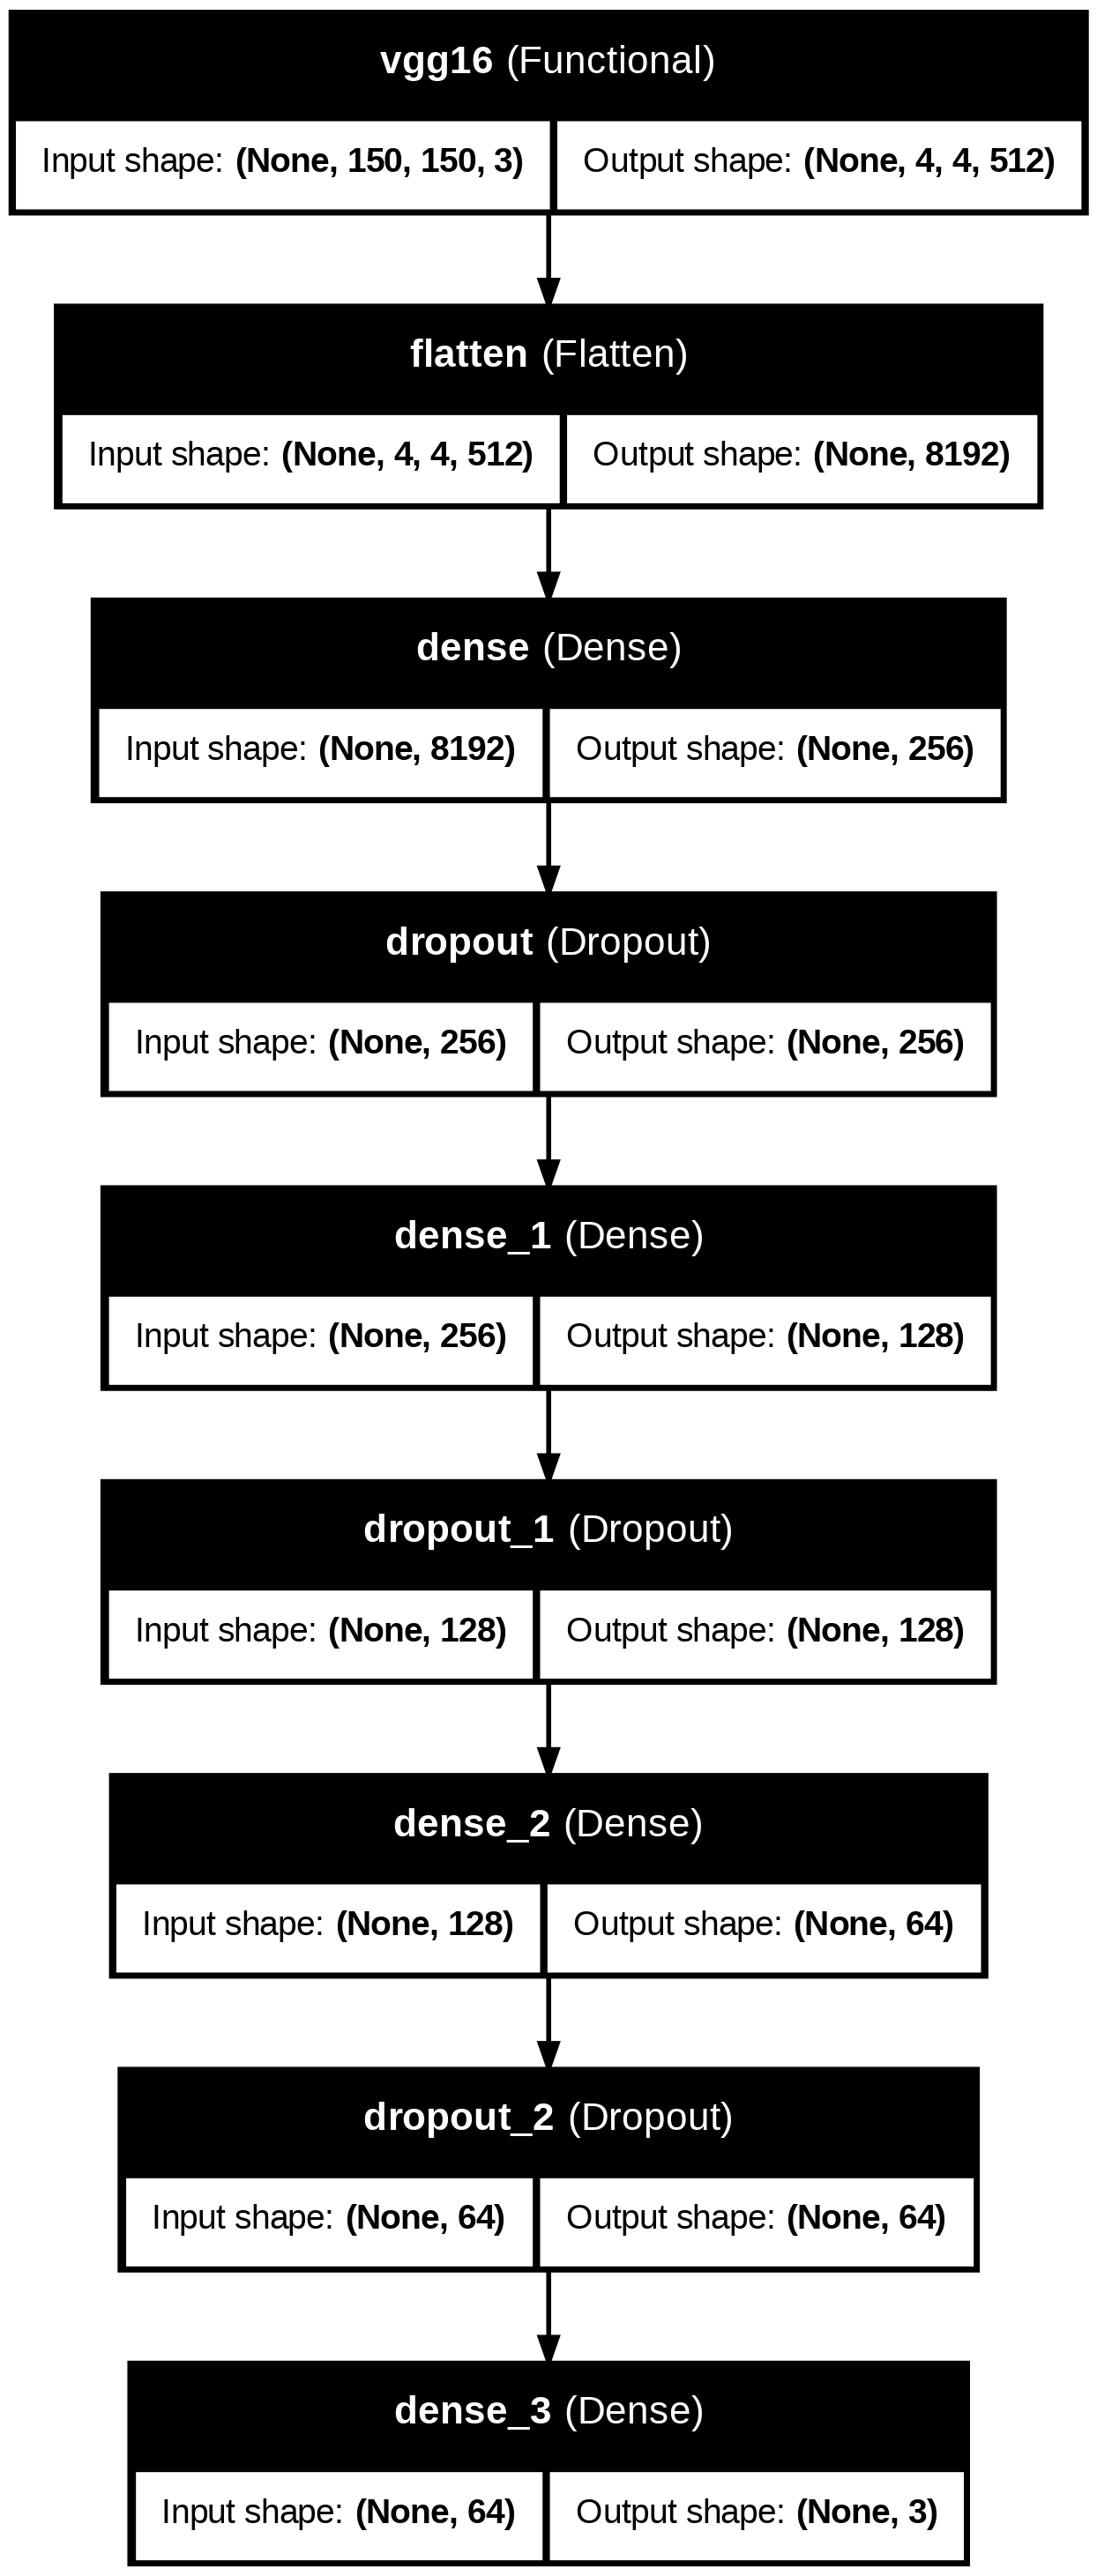 vgg16 (Functional)
Input shape: (None, 150, 150, 3) Output shape: (None, 4, 4, 512)
flatten (Flatten)
Input shape: (None, 4, 4, 512) Output shape: (None, 8192)
dense (Dense)
Input shape: (None, 8192) Output shape: (None, 256)
dropout (Dropout)
Input shape: (None, 256) Output shape: (None, 256)
dense_1 (Dense)
Input shape: (None, 256) Output shape: (None, 128)
dropout_1 (Dropout)
Input shape: (None, 128) Output shape: (None, 128)
dense_2 (Dense)
Input shape: (None, 128) Output shape: (None, 64)
dropout_2 (Dropout)
Input shape: (None, 64) Output shape: (None, 64)
dense_3 (Dense)
Input shape: (None, 64) Output shape: (None, 3)